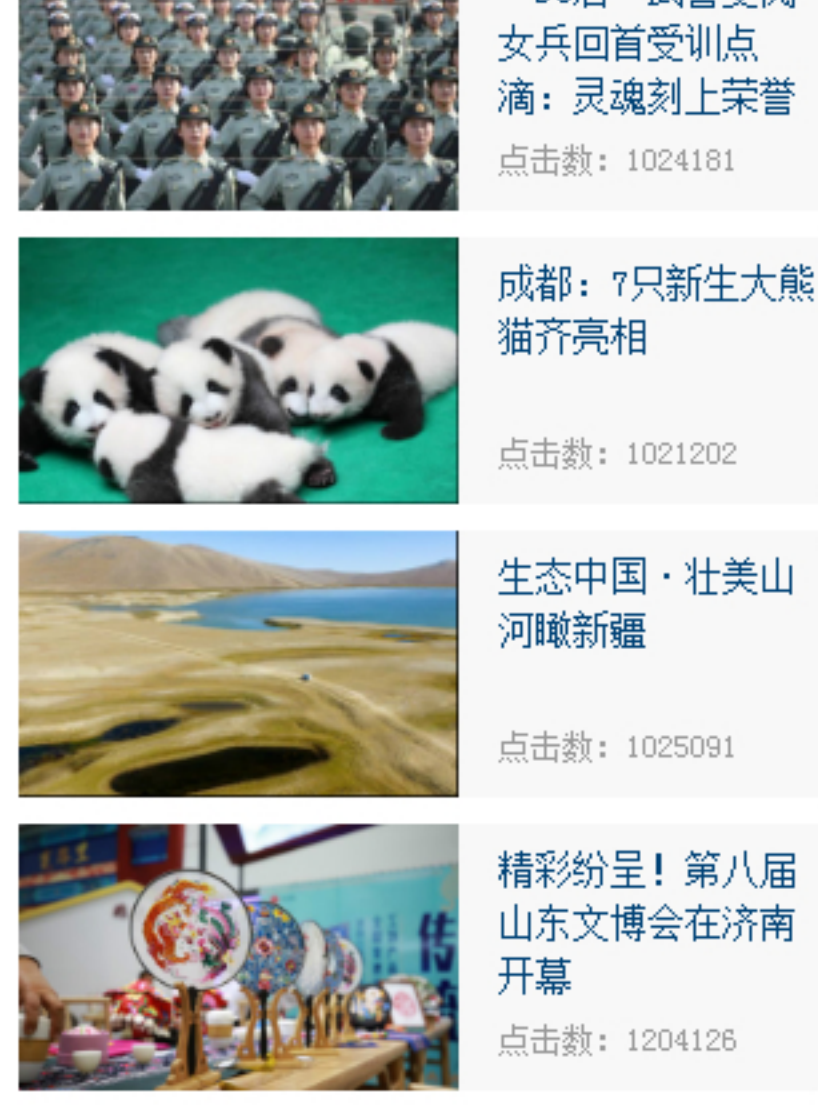 女兵回首受训点
滴：灵魂刻上荣誉
点击数：1024181
成都：7只新生大熊
猫齐亮相
点击数：1021202
生态中国·壮美山
河瞰新疆
点击数：1025091
精彩纷呈！第八届
山东文博会在济南
开幕
点击数：1204126
传